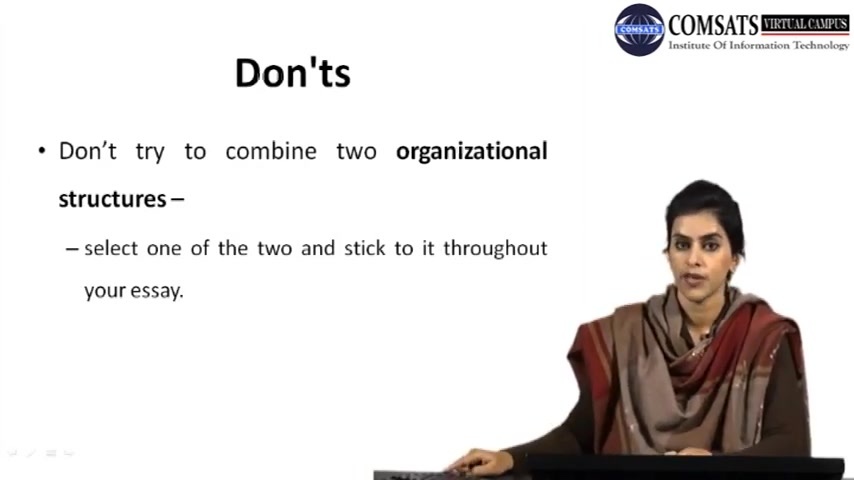 COMSATS VIRTUAL CAMPUS
COMSATS
Institute Of Information Technology
Don'ts
• Don't try to combine two organizational
structures –
– select one of the two and stick to it throughout
your essay.